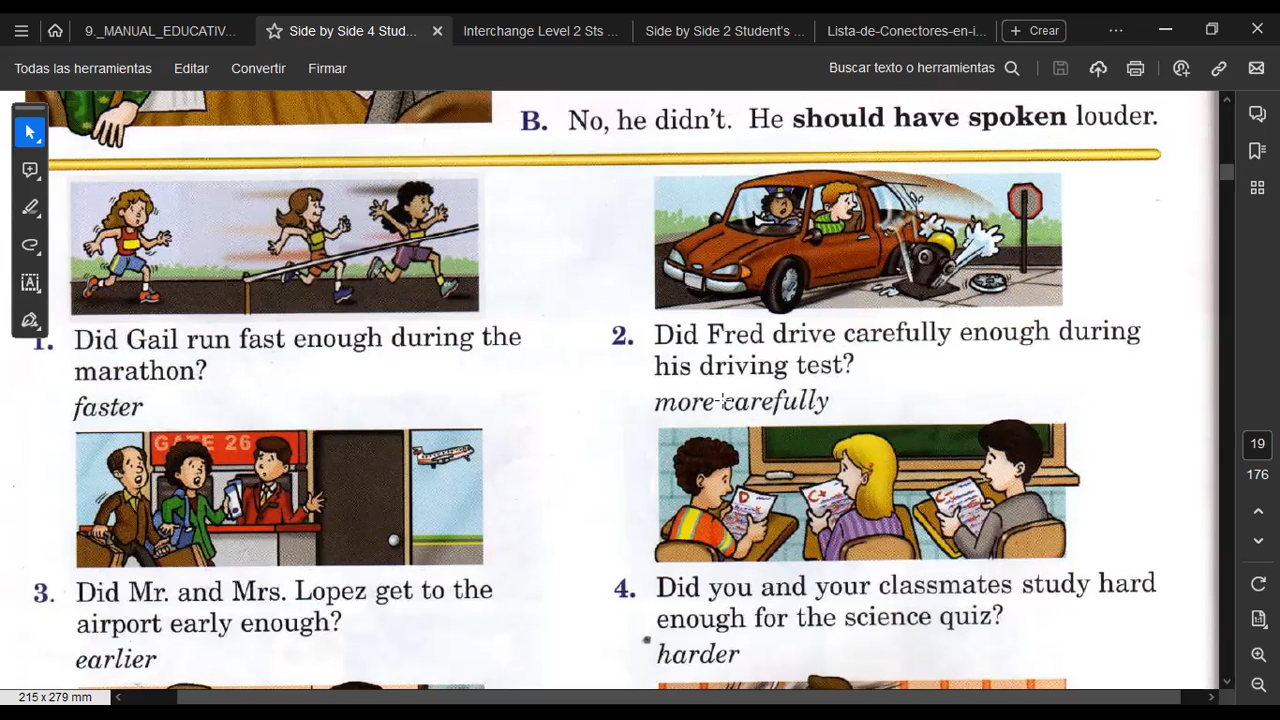 9._MANUAL_EDUCATIV...
Side by Side 4 Stud...
Interchange Level 2 Sts ...
Side by Side 2 Student's ...
Lista-de-Conectores-en-i...
+ Crear
Todas las herramientas
Editar
Convertir
Firmar
Buscar texto o herramientas
B. No, he didn't. He should have spoken louder.
1. Did Gail run fast enough during the
marathon?
faster
2. Did Fred drive carefully enough during
his driving test?
more carefully
GATE 26
D
C+
C-
3. Did Mr. and Mrs. Lopez get to the
airport early enough?
earlier
4. Did you and your classmates study hard
enough for the science quiz?
harder
19
176
1:1
215 x 279 mm